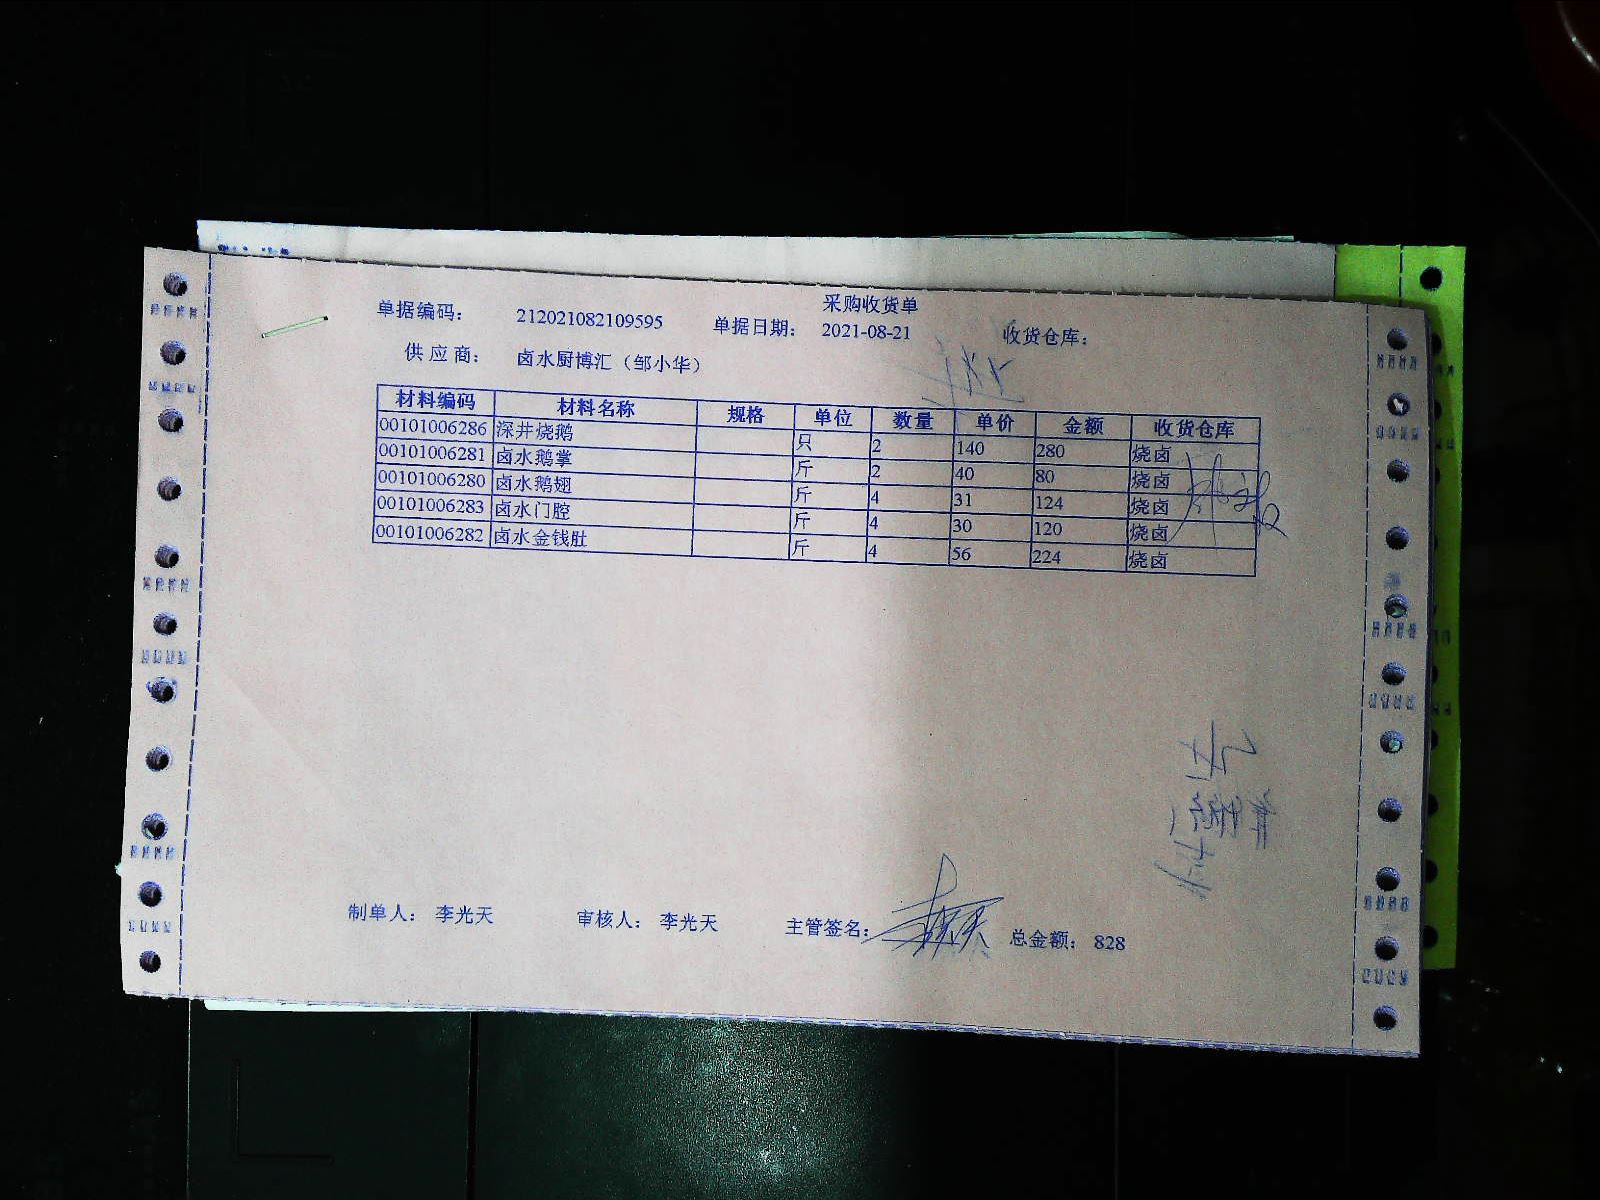 采购收货单
单据编码： 212021082109595 单据日期： 2021-08-21 收货仓库：
供应商： 卤水厨博汇（邹小华）
材料编码 材料名称 规格 单位 数量 单价 金额 收货仓库
00101006286 深井烧鹅 只 2 140 280 烧卤
00101006281 卤水鹅掌 斤 2 40 80 烧卤
00101006280 卤水鹅翅 斤 4 31 124 烧卤
00101006283 卤水门腔 斤 4 30 120 烧卤
00101006282 卤水金钱肚 斤 4 56 224 烧卤
制单人： 李光天 审核人： 李光天 主管签名： 总金额： 828